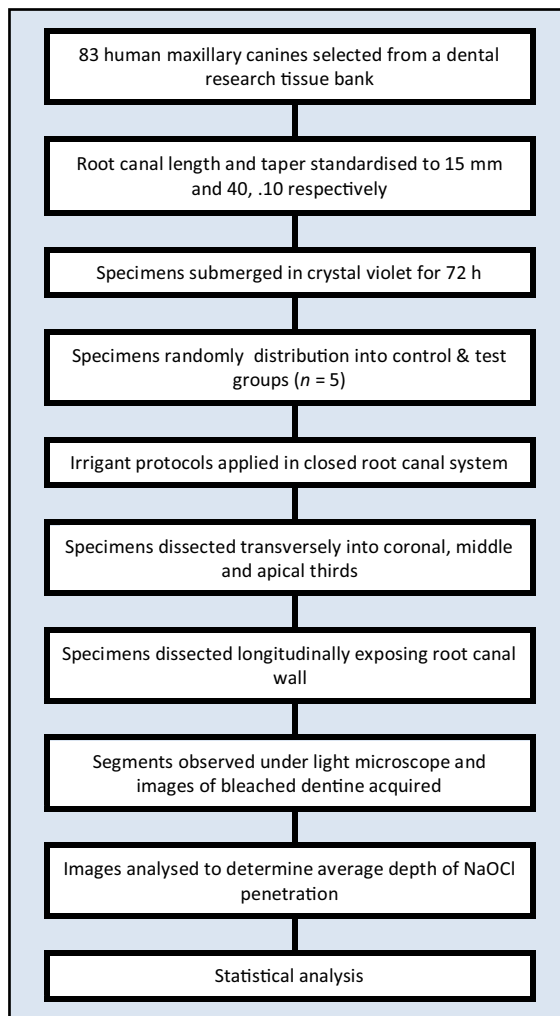 83 human maxillary canines selected from a dental
research tissue bank
Root canal length and taper standardised to 15 mm
and 40, .10 respectively
Specimens submerged in crystal violet for 72 h
Specimens randomly distribution into control & test
groups (n = 5)
Irrigant protocols applied in closed root canal system
Specimens dissected transversely into coronal, middle
and apical thirds
Specimens dissected longitudinally exposing root canal
wall
Segments observed under light microscope and
images of bleached dentine acquired
Images analysed to determine average depth of NaOCl
penetration
Statistical analysis